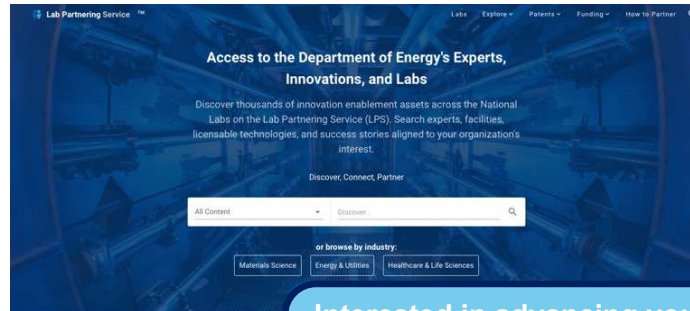 Lab Partnering Service ™
Labs Explore Patents Funding How to Partner
Access to the Department of Energy's Experts,
Innovations, and Labs
Discover thousands of innovation enablement assets across the National
Labs on the Lab Partnering Service (LPS). Search experts, facilities,
licensable technologies, and success stories aligned to your organization's
interest.
Discover, Connect, Partner
All Content Discover...
or browse by industry:
Materials Science Energy & Utilities Healthcare & Life Sciences